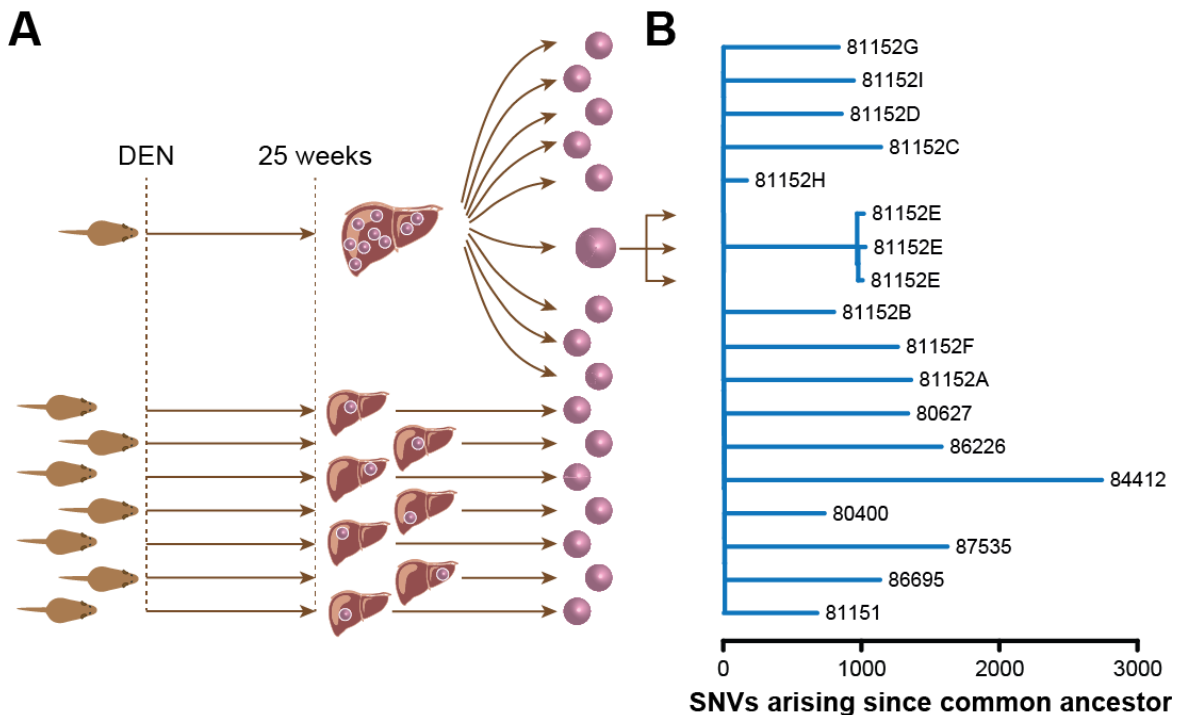 A
B
DEN
25 weeks
81152G
81152I
81152D
81152C
81152H
81152E
81152E
81152E
81152B
81152F
81152A
80627
86226
84412
80400
87535
86695
81151
0 1000 2000 3000
SNVs arising since common ancestor